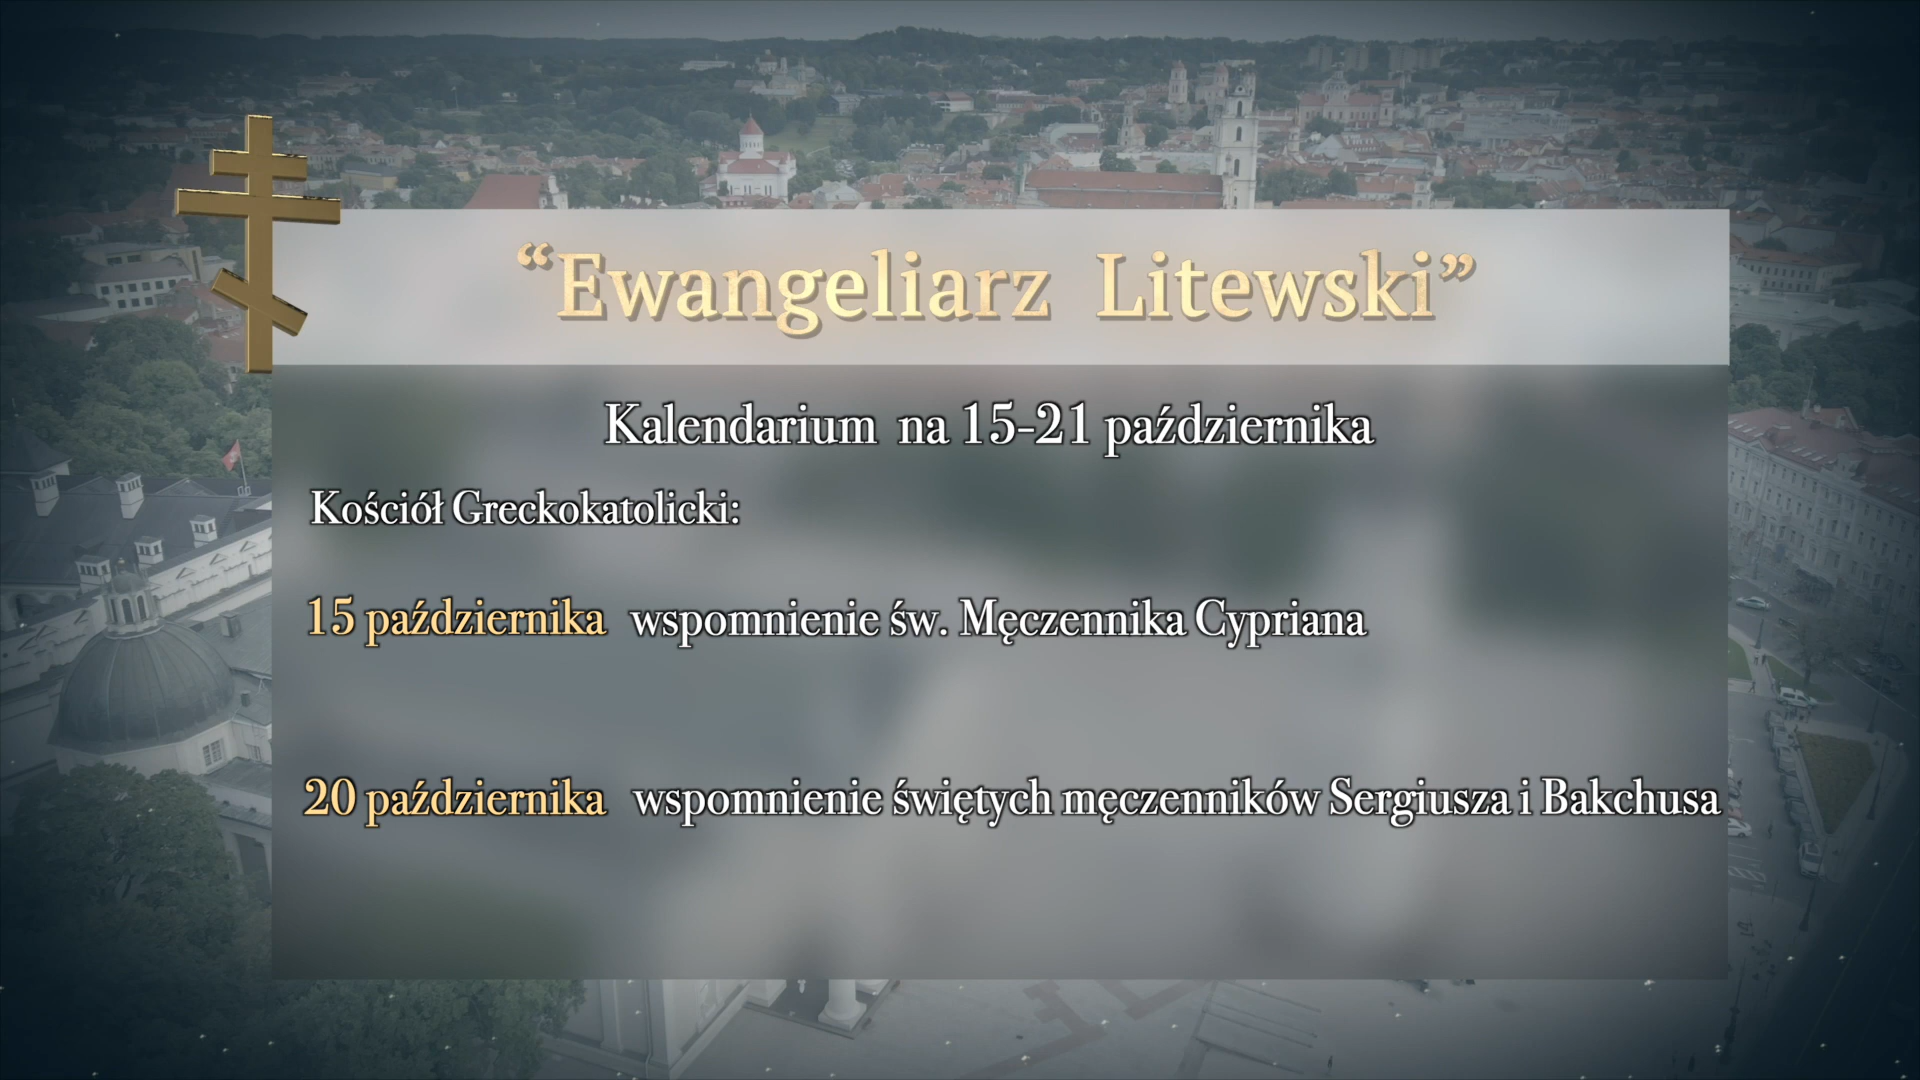 “Ewangeliarz Litewski”
Kalendarium na 15-21 października
Kościół Greckokatolicki:
15 października wspomnienie św. Męczennika Cypriana
20 października wspomnienie świętych męczenników Sergiusza i Bakchusa